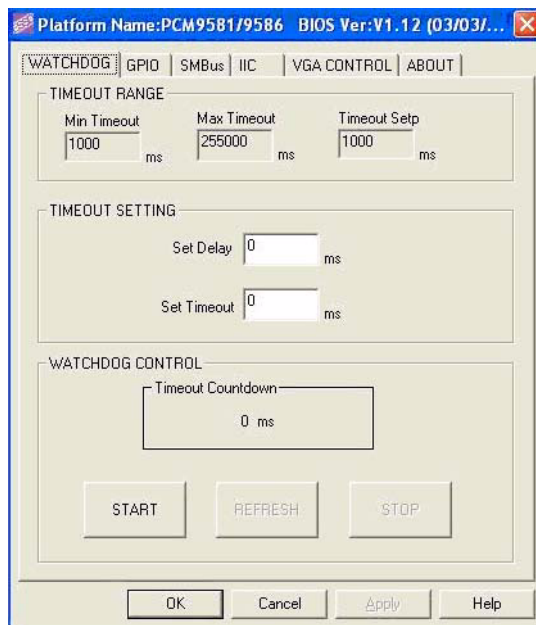 Platform Name:PCM9581/9586 BIOS Ver:V1.12 (03/03/...
WATCHDOG GPIO SMBus IIC VGA CONTROL ABOUT
TIMEOUT RANGE
Min Timeout Max Timeout Timeout Setp
1000 ms 255000 ms 1000 ms
TIMEOUT SETTING
Set Delay 0 ms
Set Timeout 0 ms
WATCHDOG CONTROL
Timeout Countdown
0 ms
START REFRESH STOP
OK Cancel Apply Help